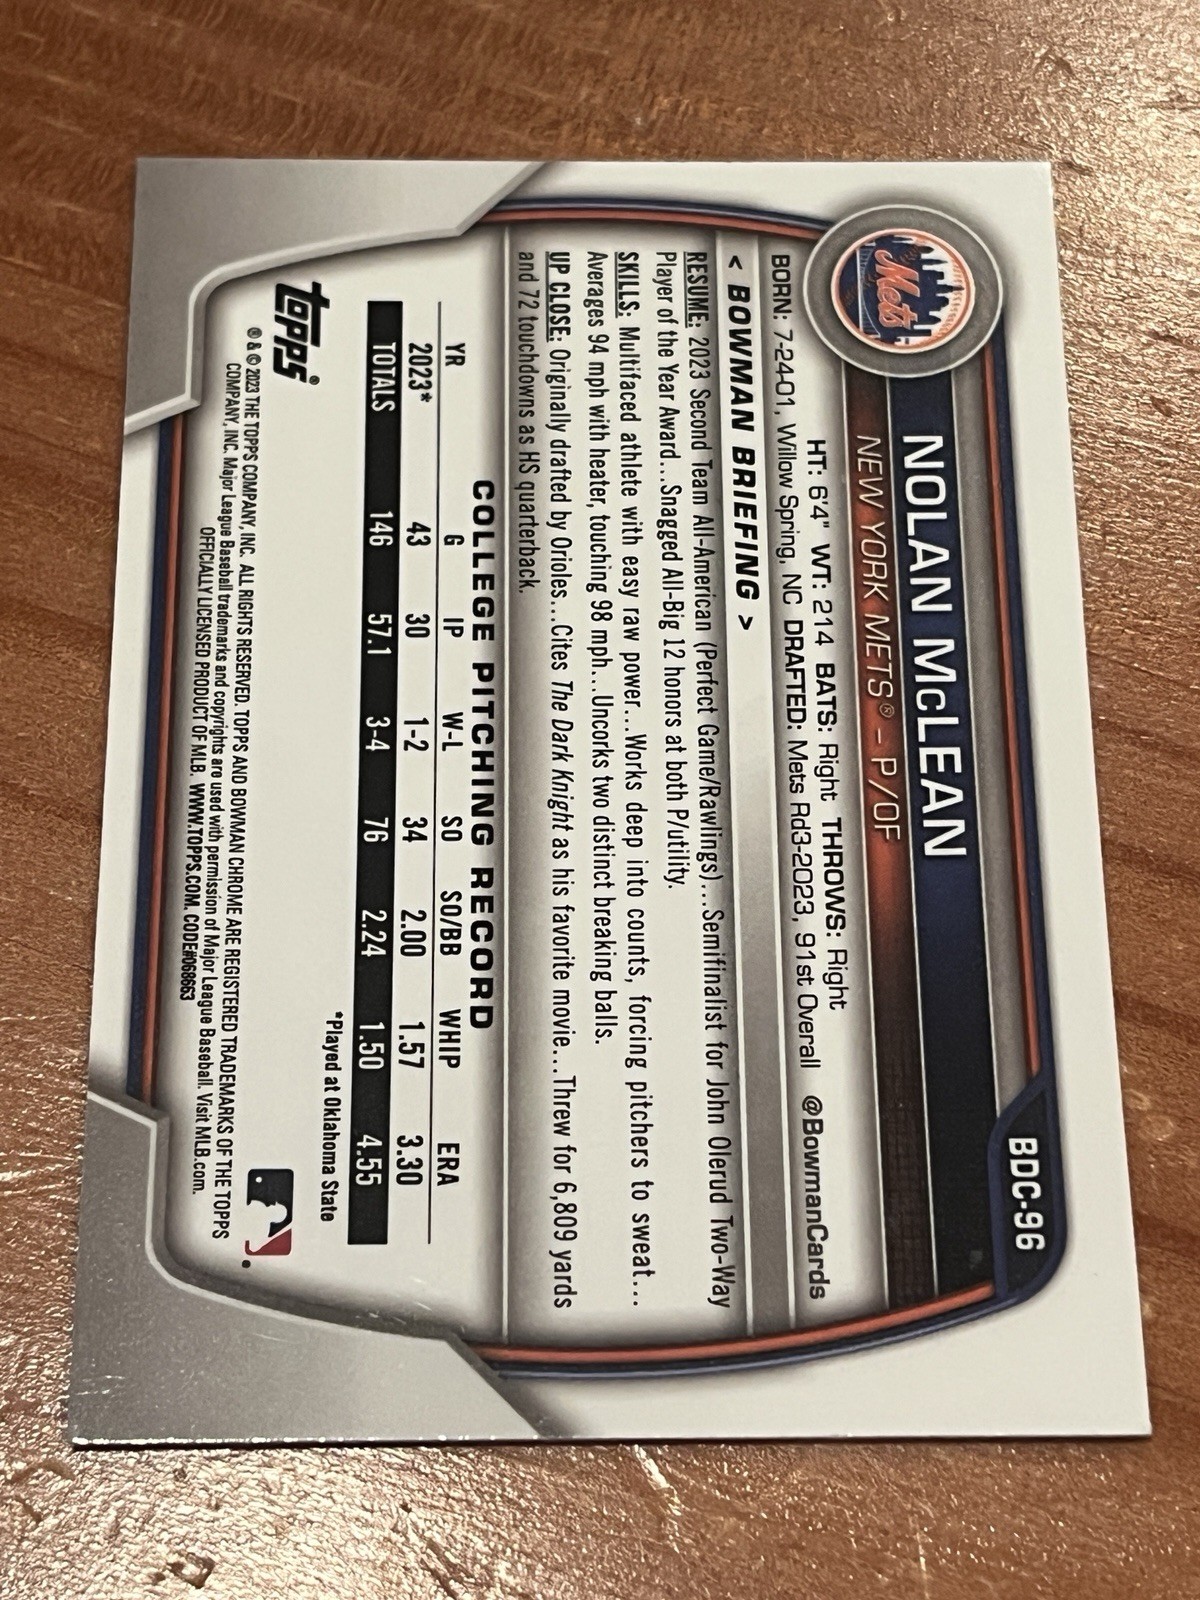 BDC-96
Mets
NOLAN McLEAN
NEW YORK METS® – P/OF
HT: 6'4" WT: 214 BATS: Right THROWS: Right
BORN: 7-24-01, Willow Spring, NC DRAFTED: Mets Rd3-2023, 91st Overall @BowmanCards
< BOWMAN BRIEFING >
RESUME: 2023 Second Team All-American (Perfect Game/Rawlings)...Semifinalist for John Olerud Two-Way
Player of the Year Award...Snagged All-Big 12 honors at both P/utility.
SKILLS: Multifaced athlete with easy raw power...Works deep into counts, forcing pitchers to sweat...
Averages 94 mph with heater, touching 98 mph...Uncorks two distinct breaking balls.
UP CLOSE: Originally drafted by Orioles...Cites The Dark Knight as his favorite movie...Threw for 6,809 yards
and 72 touchdowns as HS quarterback.
COLLEGE PITCHING RECORD
YR G IP W-L SO SO/BB WHIP ERA
2023* 43 30 1-2 34 2.00 1.57 3.30
TOTALS 146 57.1 3-4 76 2.24 1.50 4.55
*Played at Oklahoma State
topps®
® & © 2023 THE TOPPS COMPANY, INC. ALL RIGHTS RESERVED. TOPPS AND BOWMAN CHROME ARE REGISTERED TRADEMARKS OF THE TOPPS
COMPANY, INC. Major League Baseball trademarks and copyrights are used with permission of Major League Baseball. Visit MLB.com.
OFFICIALLY LICENSED PRODUCT OF MLB. WWW.TOPPS.COM. CODE#068663